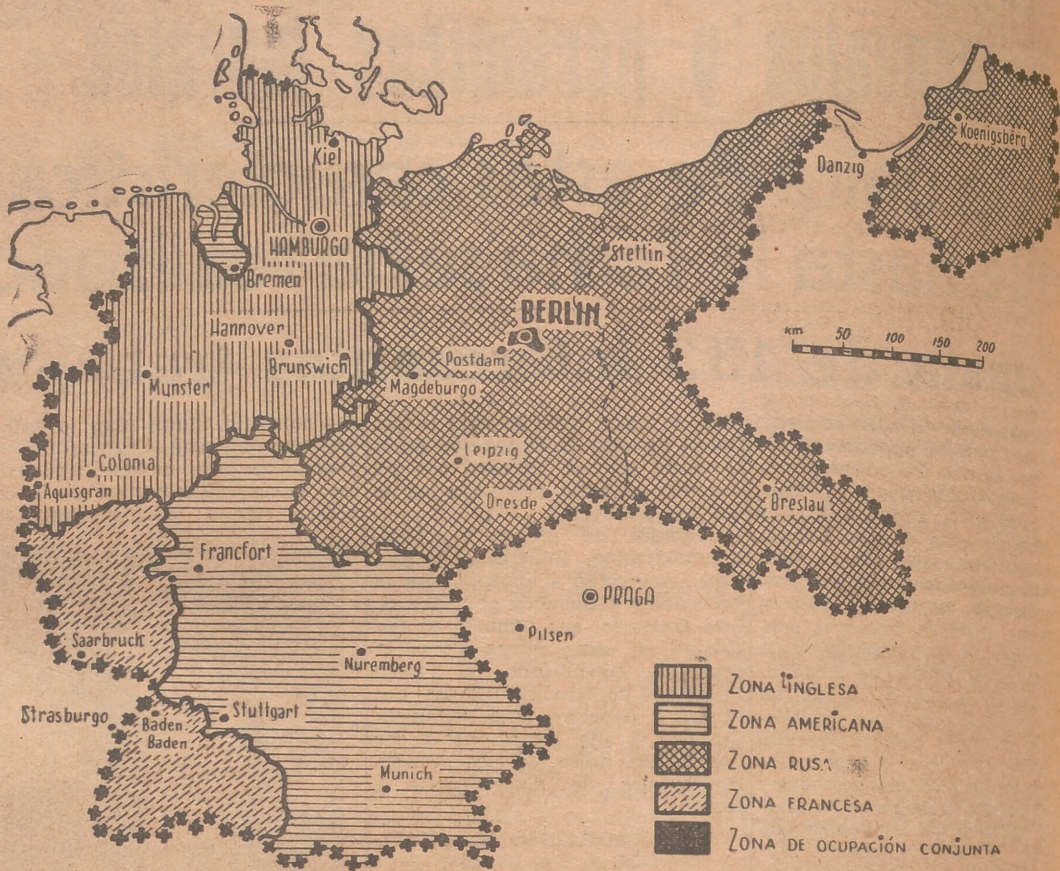 Kiel
HAMBURGO
Bremen
Hannover
Brunswich
Munster
Colonia
Aquisgran
Stettin
BERLIN
Postdam
Magdeburgo
Leipzig
Dresde
Breslau
Danzig
Koenigsberg
km 50 100 150 200
Francfort
PRAGA
Pilsen
Saarbruck
Nuremberg
Strasburgo
Baden
Baden
Stuttgart
Munich
ZONA INGLESA
ZONA AMERICANA
ZONA RUSA
ZONA FRANCESA
ZONA DE OCUPACIÓN CONJUNTA